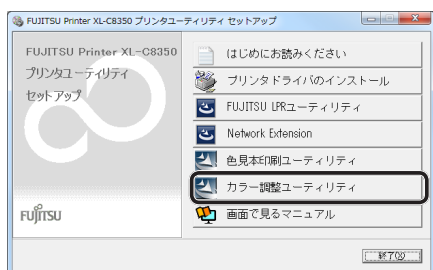 FUJITSU Printer XL-C8350 プリンタユーティリティ セットアップ
FUJITSU Printer XL-C8350
プリンタユーティリティ
セットアップ
はじめにお読みください
プリンタドライバのインストール
FUJITSU LPRユーティリティ
Network Extension
色見本印刷ユーティリティ
カラー調整ユーティリティ
画面で見るマニュアル
FUJITSU
終了(X)